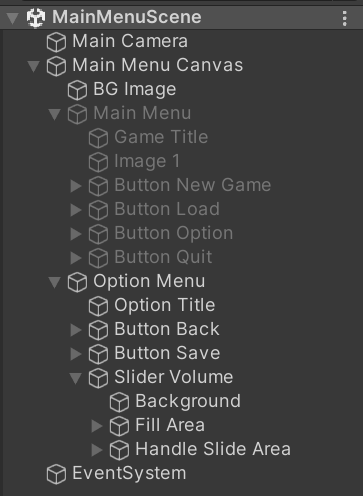 MainMenuScene
Main Camera
Main Menu Canvas
BG Image
Main Menu
Game Title
Image 1
Button New Game
Button Load
Button Option
Button Quit
Option Menu
Option Title
Button Back
Button Save
Slider Volume
Background
Fill Area
Handle Slide Area
EventSystem